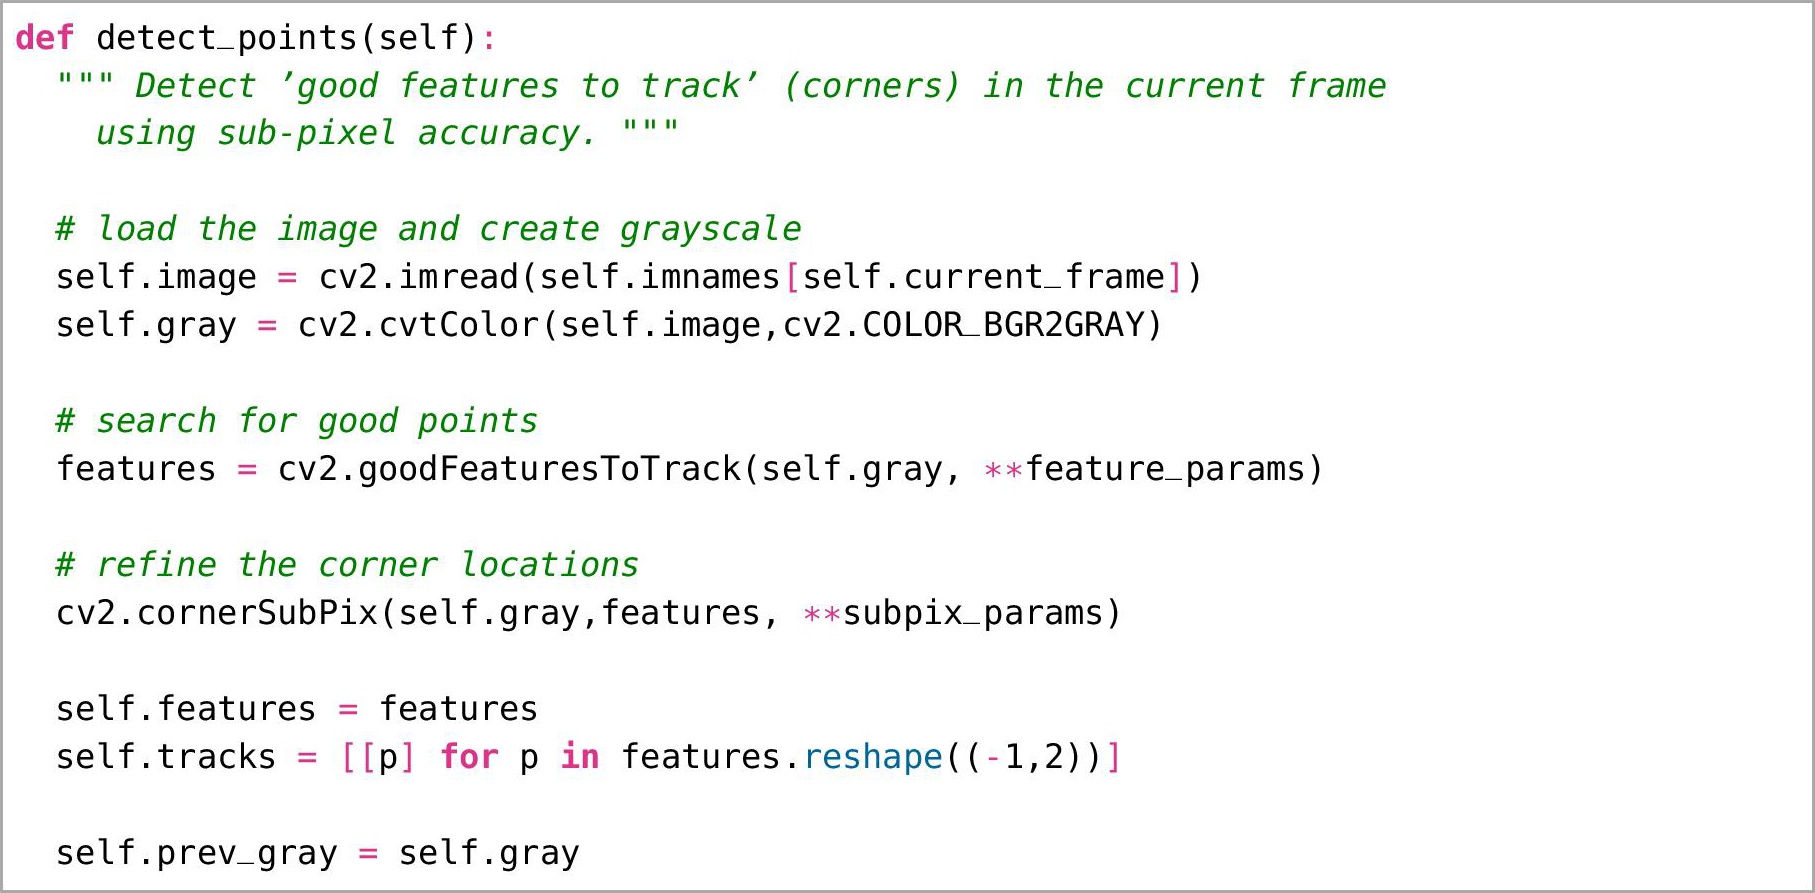 def detect_points(self):
  """ Detect ’good features to track’ (corners) in the current frame
    using sub-pixel accuracy. """

  # load the image and create grayscale
  self.image = cv2.imread(self.imnames[self.current_frame])
  self.gray = cv2.cvtColor(self.image,cv2.COLOR_BGR2GRAY)

  # search for good points
  features = cv2.goodFeaturesToTrack(self.gray, **feature_params)

  # refine the corner locations
  cv2.cornerSubPix(self.gray,features, **subpix_params)

  self.features = features
  self.tracks = [[p] for p in features.reshape((-1,2))]

  self.prev_gray = self.gray